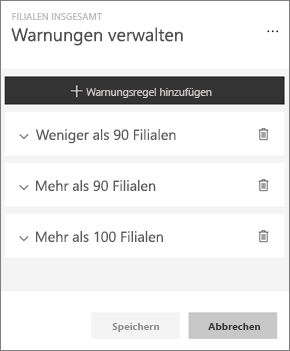 FILIALEN INSGESAMT
Warnungen verwalten
...
+ Warnungsregel hinzufügen
Weniger als 90 Filialen
Mehr als 90 Filialen
Mehr als 100 Filialen
Speichern
Abbrechen